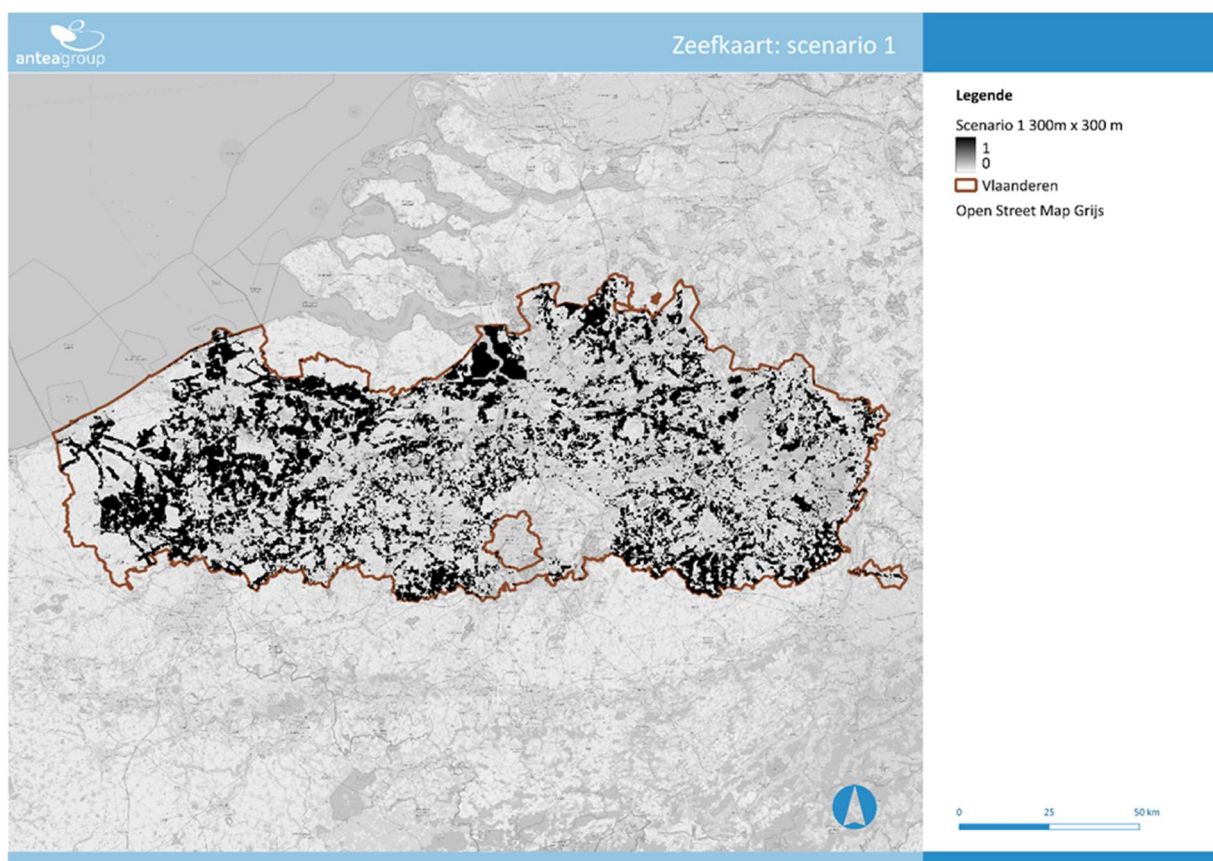 anteagroup
Zeefkaart: scenario 1
Legende
Scenario 1 300m x 300 m
1
0
Vlaanderen
Open Street Map Grijs
0 25 50 km